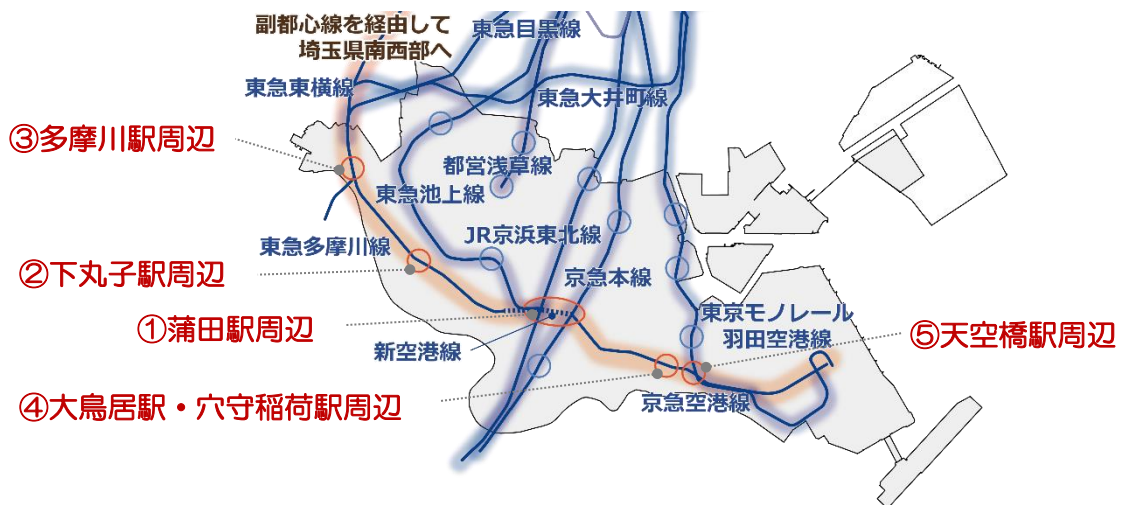 副都心線を経由して
埼玉県南西部へ
東急目黒線
東急東横線
東急大井町線
③多摩川駅周辺
都営浅草線
東急池上線
JR京浜東北線
東急多摩川線
②下丸子駅周辺
京急本線
東京モノレール
羽田空港線
①蒲田駅周辺
⑤天空橋駅周辺
新空港線
④大鳥居駅・穴守稲荷駅周辺
京急空港線